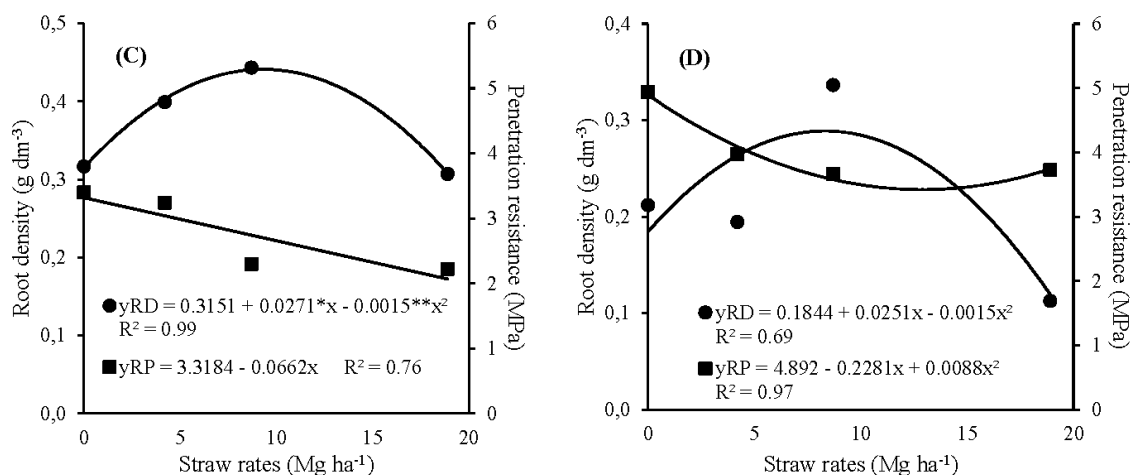 (C)
Root density (g dm⁻³)
0,5
0,4
0,3
0,2
0,1
0,0
6
5
4
3
2
1
0
Penetration resistance (MPa)
yRD = 0.3151 + 0.0271*x - 0.0015**x²
R² = 0.99
yRP = 3.3184 - 0.0662x R² = 0.76
0 5 10 15 20
Straw rates (Mg ha⁻¹)
(D)
Root density (g dm⁻³)
0,4
0,3
0,2
0,1
0,0
6
5
4
3
2
1
0
Penetration resistance (MPa)
yRD = 0.1844 + 0.0251x - 0.0015x²
R² = 0.69
yRP = 4.892 - 0.2281x + 0.0088x²
R² = 0.97
0 5 10 15 20
Straw rates (Mg ha⁻¹)